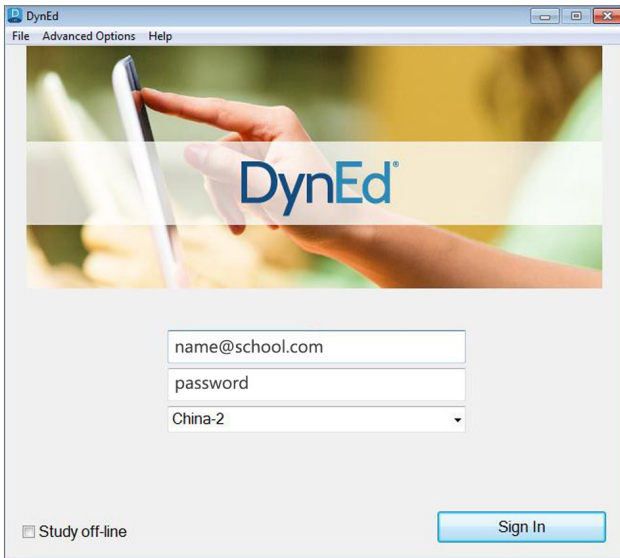 DynEd
File Advanced Options Help
DynEd®
name@school.com
password
China-2
Study off-line
Sign In